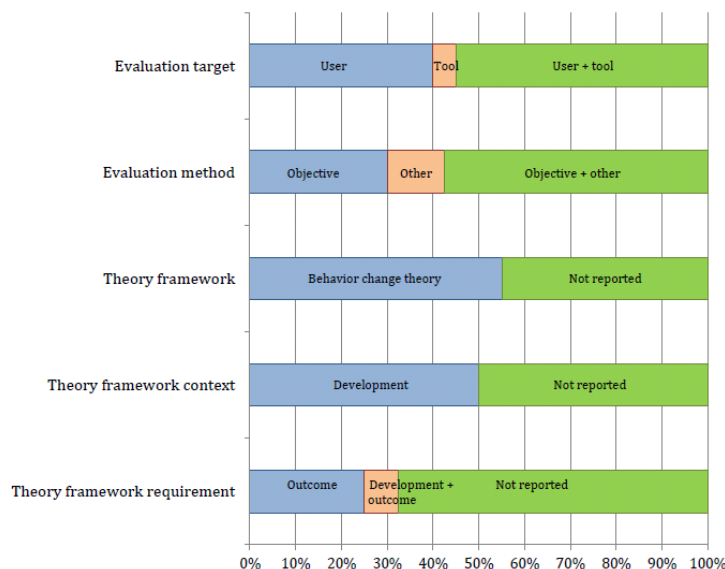 Evaluation target
User
Tool
User + tool
Evaluation method
Objective
Other
Objective + other
Theory framework
Behavior change theory
Not reported
Theory framework context
Development
Not reported
Theory framework requirement
Outcome
Development +
outcome
Not reported
0% 10% 20% 30% 40% 50% 60% 70% 80% 90% 100%